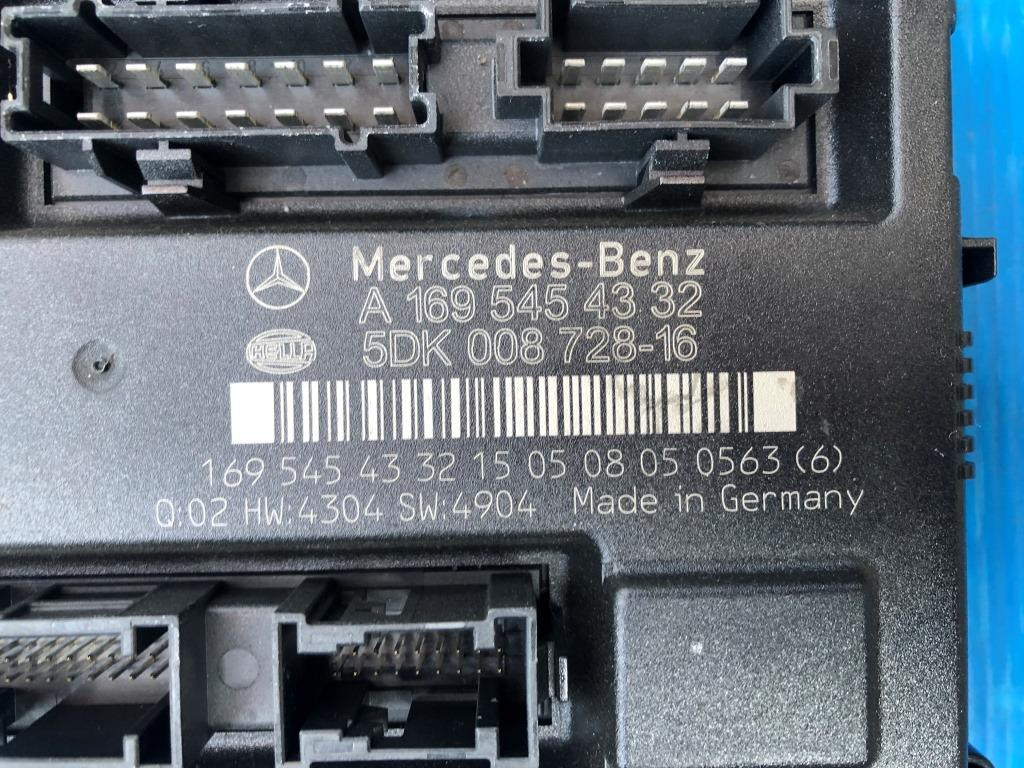 Mercedes-Benz
A 169 545 43 32
HELLA
5DK 008 728-16
169 545 43 32 15 05 08 05 0563 (6)
Q:02 HW:4304 SW:4904 Made in Germany